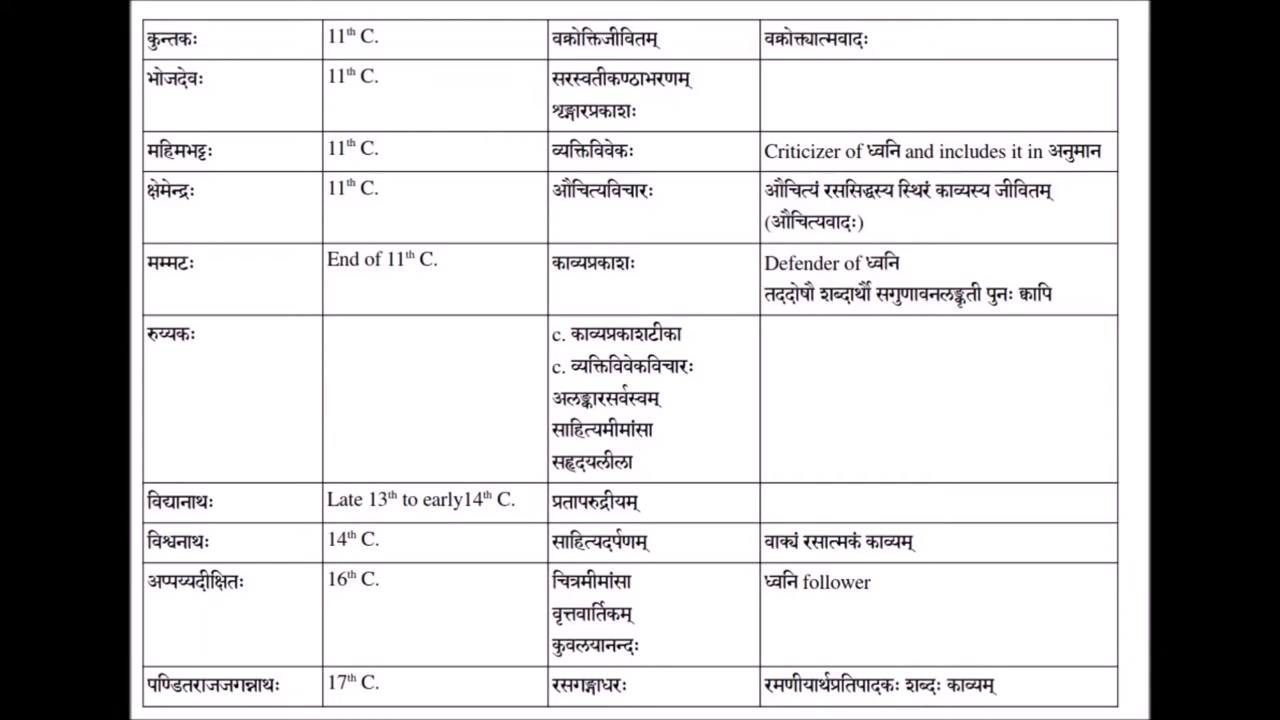 कुन्तकः 11th C. वक्रोक्तिजीवितम् वक्रोक्त्यात्मवादः
भोजदेवः 11th C. सरस्वतीकण्ठाभरणम्
शृङ्गारप्रकाशः
महिमभट्टः 11th C. व्यक्तिविवेकः Criticizer of ध्वनि and includes it in अनुमान
क्षेमेन्द्रः 11th C. औचित्यविचारः औचित्यं रससिद्धस्य स्थिरं काव्यस्य जीवितम्
(औचित्यवादः)
मम्मटः End of 11th C. काव्यप्रकाशः Defender of ध्वनि
तददोषौ शब्दार्थौ सगुणावनलङ्कृती पुनः क्वापि
रुय्यकः c. काव्यप्रकाशटीका
c. व्यक्तिविवेकविचारः
अलङ्कारसर्वस्वम्
साहित्यमीमांसा
सहृदयलीला
विद्यानाथः Late 13th to early14th C. प्रतापरुद्रीयम्
विश्वनाथः 14th C. साहित्यदर्पणम् वाक्यं रसात्मकं काव्यम्
अप्पय्यदीक्षितः 16th C. चित्रमीमांसा ध्वनि follower
वृत्तवार्तिकम्
कुवलयानन्दः
पण्डितराजजगन्नाथः 17th C. रसगङ्गाधरः रमणीयार्थप्रतिपादकः शब्दः काव्यम्